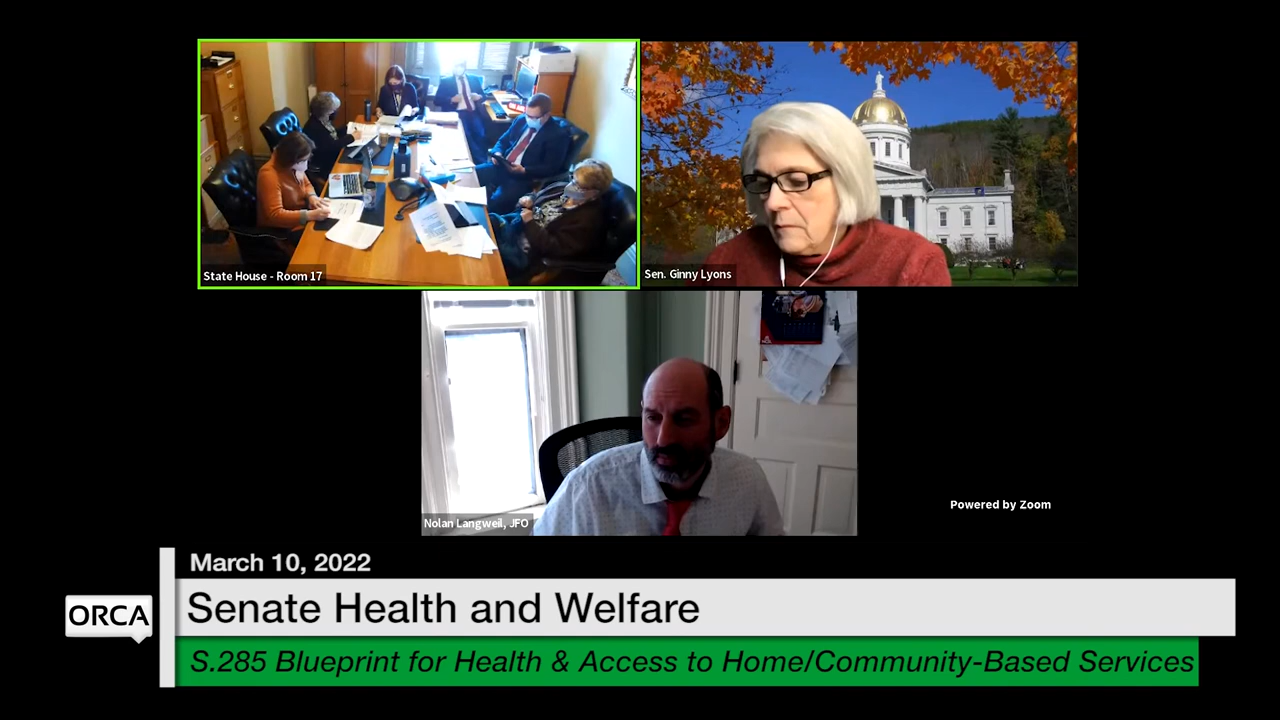 State House - Room 17
Sen. Ginny Lyons
Nolan Langweil, JFO
Powered by Zoom
March 10, 2022
ORCA
Senate Health and Welfare
S.285 Blueprint for Health & Access to Home/Community-Based Services